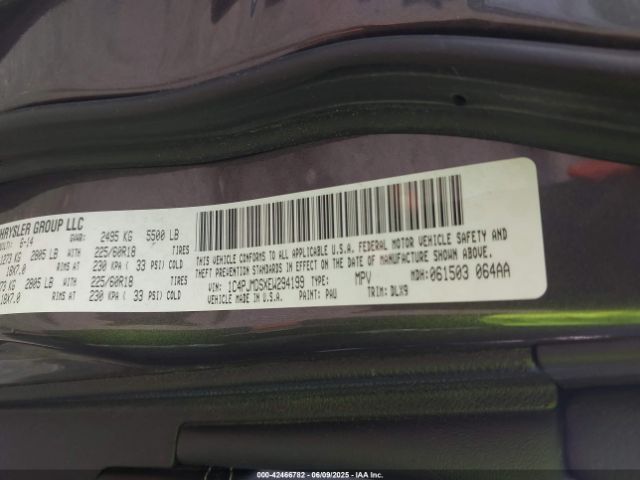 HRYSLER GROUP LLC
6-14 GVWR: 2495 KG 5500 LB
1273 KG 2805 LB WITH 225/60R18 TIRES
18X7.0 RIMS AT 230 KPA ( 33 PSI) COLD
273 KG 2805 LB WITH 225/60R18 TIRES
18X7.0 RIMS AT 230 KPA ( 33 PSI) COLD
THIS VEHICLE CONFORMS TO ALL APPLICABLE U.S.A. FEDERAL MOTOR VEHICLE SAFETY AND
THEFT PREVENTION STANDARDS IN EFFECT ON THE DATE OF MANUFACTURE SHOWN ABOVE.
VIN: 1C4PJMDSXEW294199 TYPE: MPV MDH: 061503 064AA
VEHICLE MADE IN U.S.A. PAINT: PAU TRIM: DLX9
000-42466782 - 06/09/2025 - IAAI.com